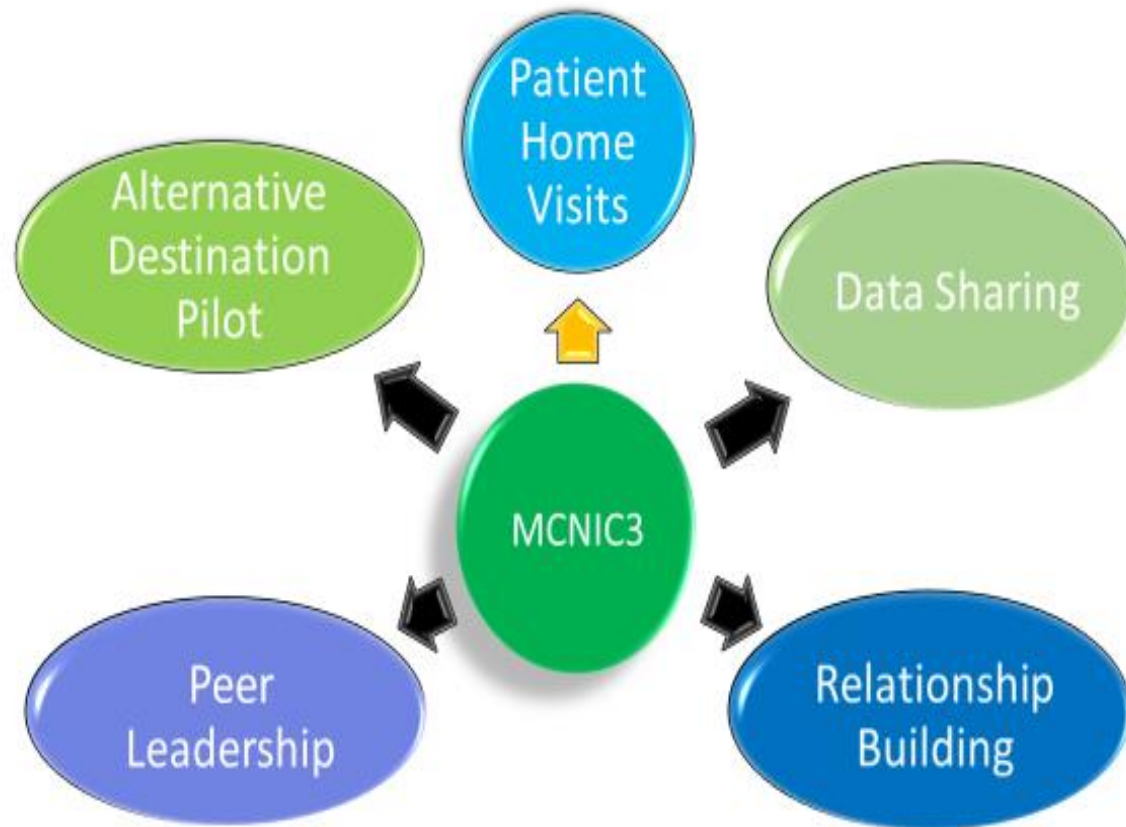 Patient
Home
Visits
Alternative
Destination
Pilot
Data Sharing
MCNIC3
Peer
Leadership
Relationship
Building